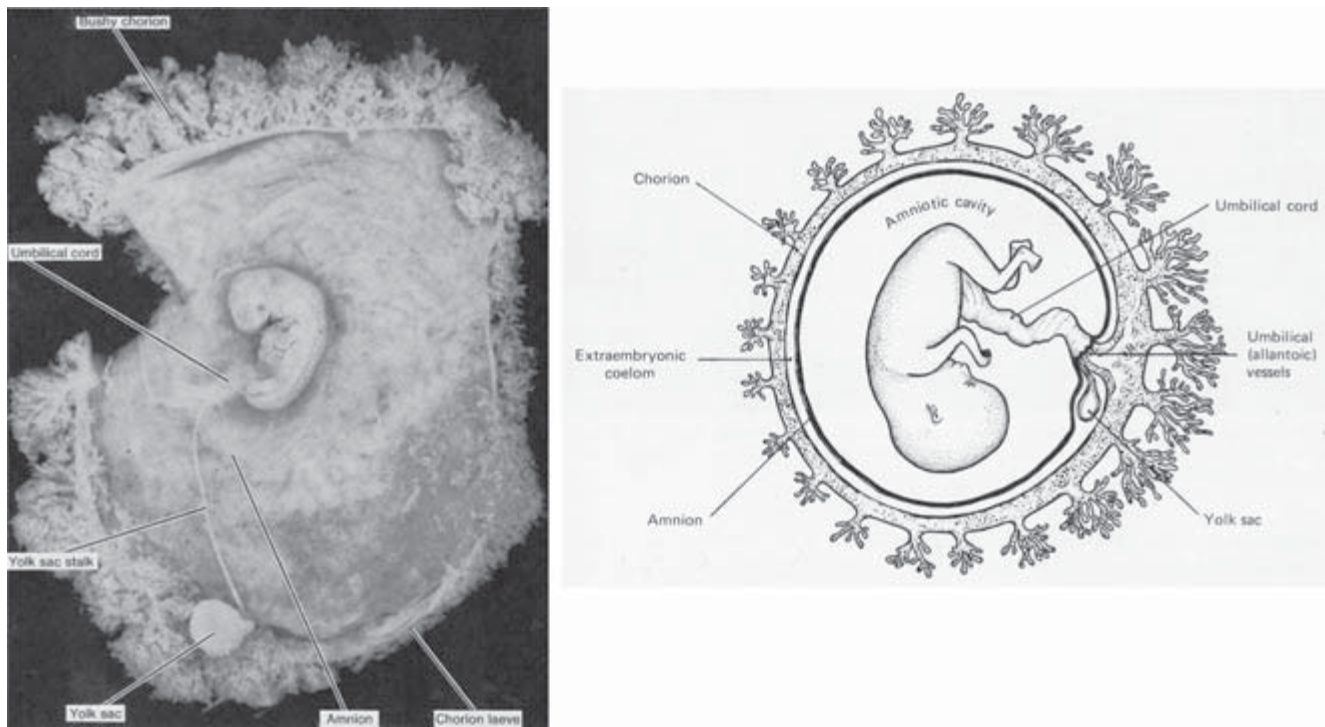 Bushy chorion
Umbilical cord
Yolk sac stalk
Yolk sac
Amnion
Chorion laeve
Chorion
Amniotic cavity
Umbilical cord
Extraembryonic
coelom
Umbilical
(allantoic)
vessels
Amnion
Yolk sac